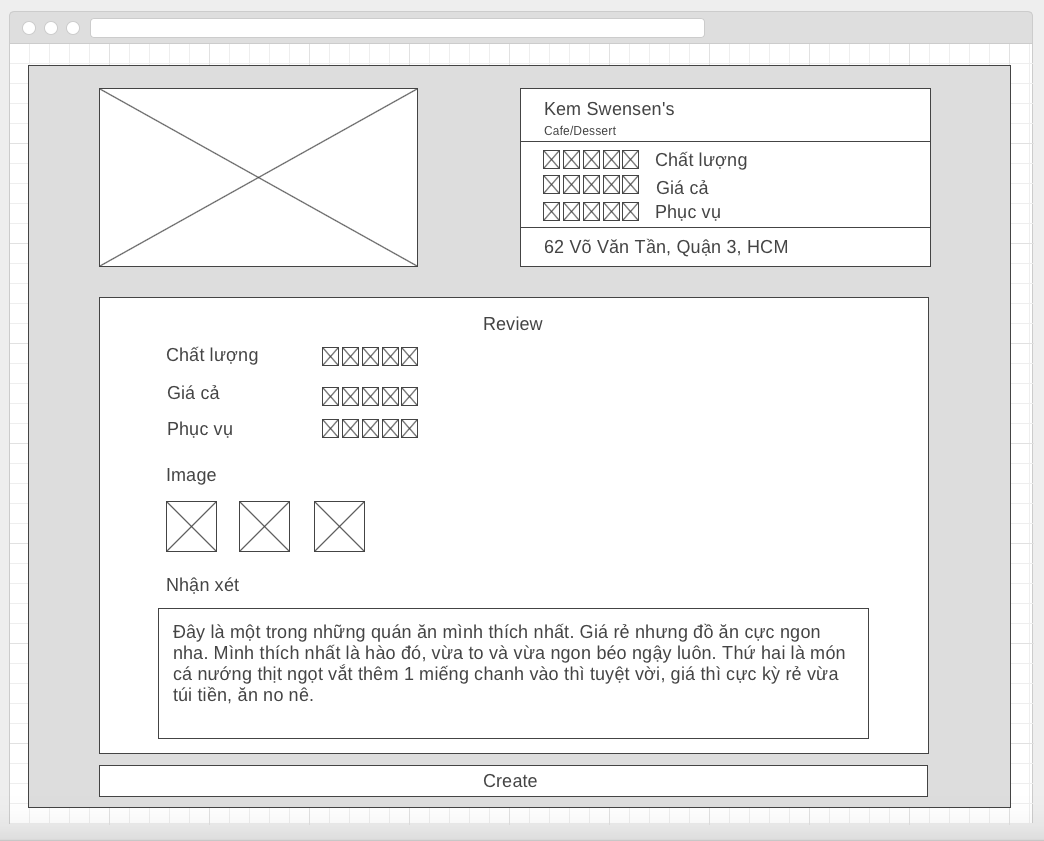 Kem Swensen's
Cafe/Dessert
Chất lượng
Giá cả
Phục vụ
62 Võ Văn Tần, Quận 3, HCM
Review
Chất lượng
Giá cả
Phục vụ
Image
Nhận xét
Đây là một trong những quán ăn mình thích nhất. Giá rẻ nhưng đồ ăn cực ngon
nha. Mình thích nhất là hào đó, vừa to và vừa ngon béo ngậy luôn. Thứ hai là món
cá nướng thịt ngọt vắt thêm 1 miếng chanh vào thì tuyệt vời, giá thì cực kỳ rẻ vừa
túi tiền, ăn no nê.
Create